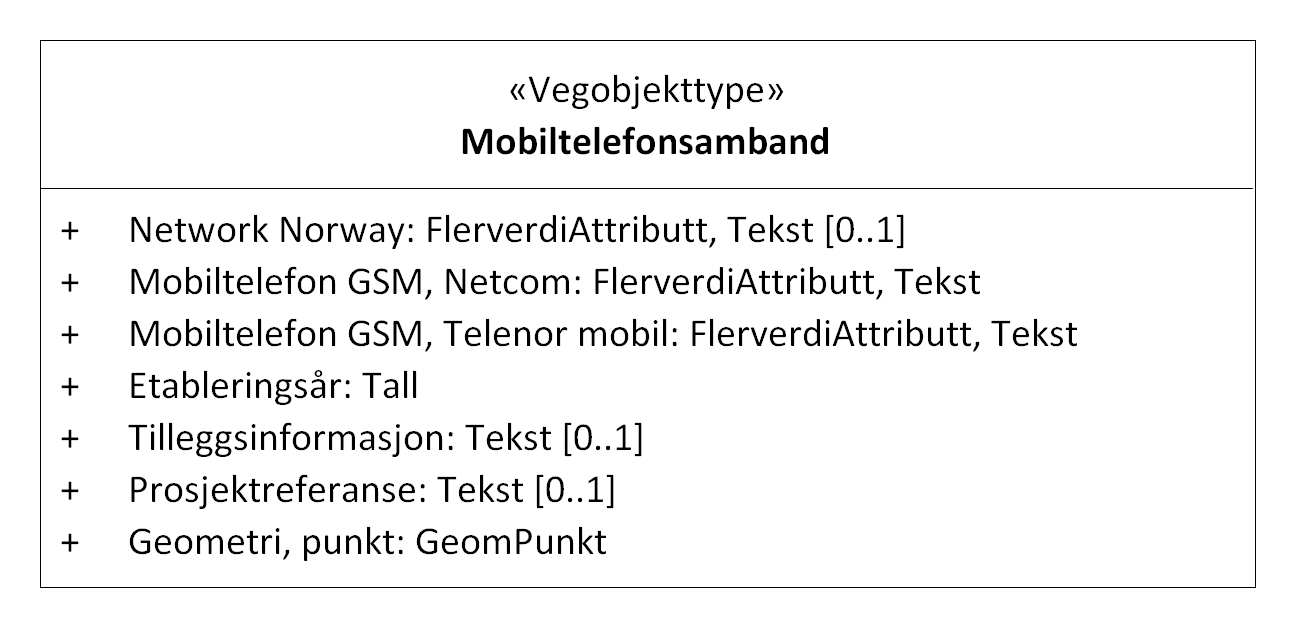 «Vegobjekttype»
Mobiltelefonsamband
+ Network Norway: FlerverdiAttributt, Tekst [0..1]
+ Mobiltelefon GSM, Netcom: FlerverdiAttributt, Tekst
+ Mobiltelefon GSM, Telenor mobil: FlerverdiAttributt, Tekst
+ Etableringsår: Tall
+ Tilleggsinformasjon: Tekst [0..1]
+ Prosjektreferanse: Tekst [0..1]
+ Geometri, punkt: GeomPunkt